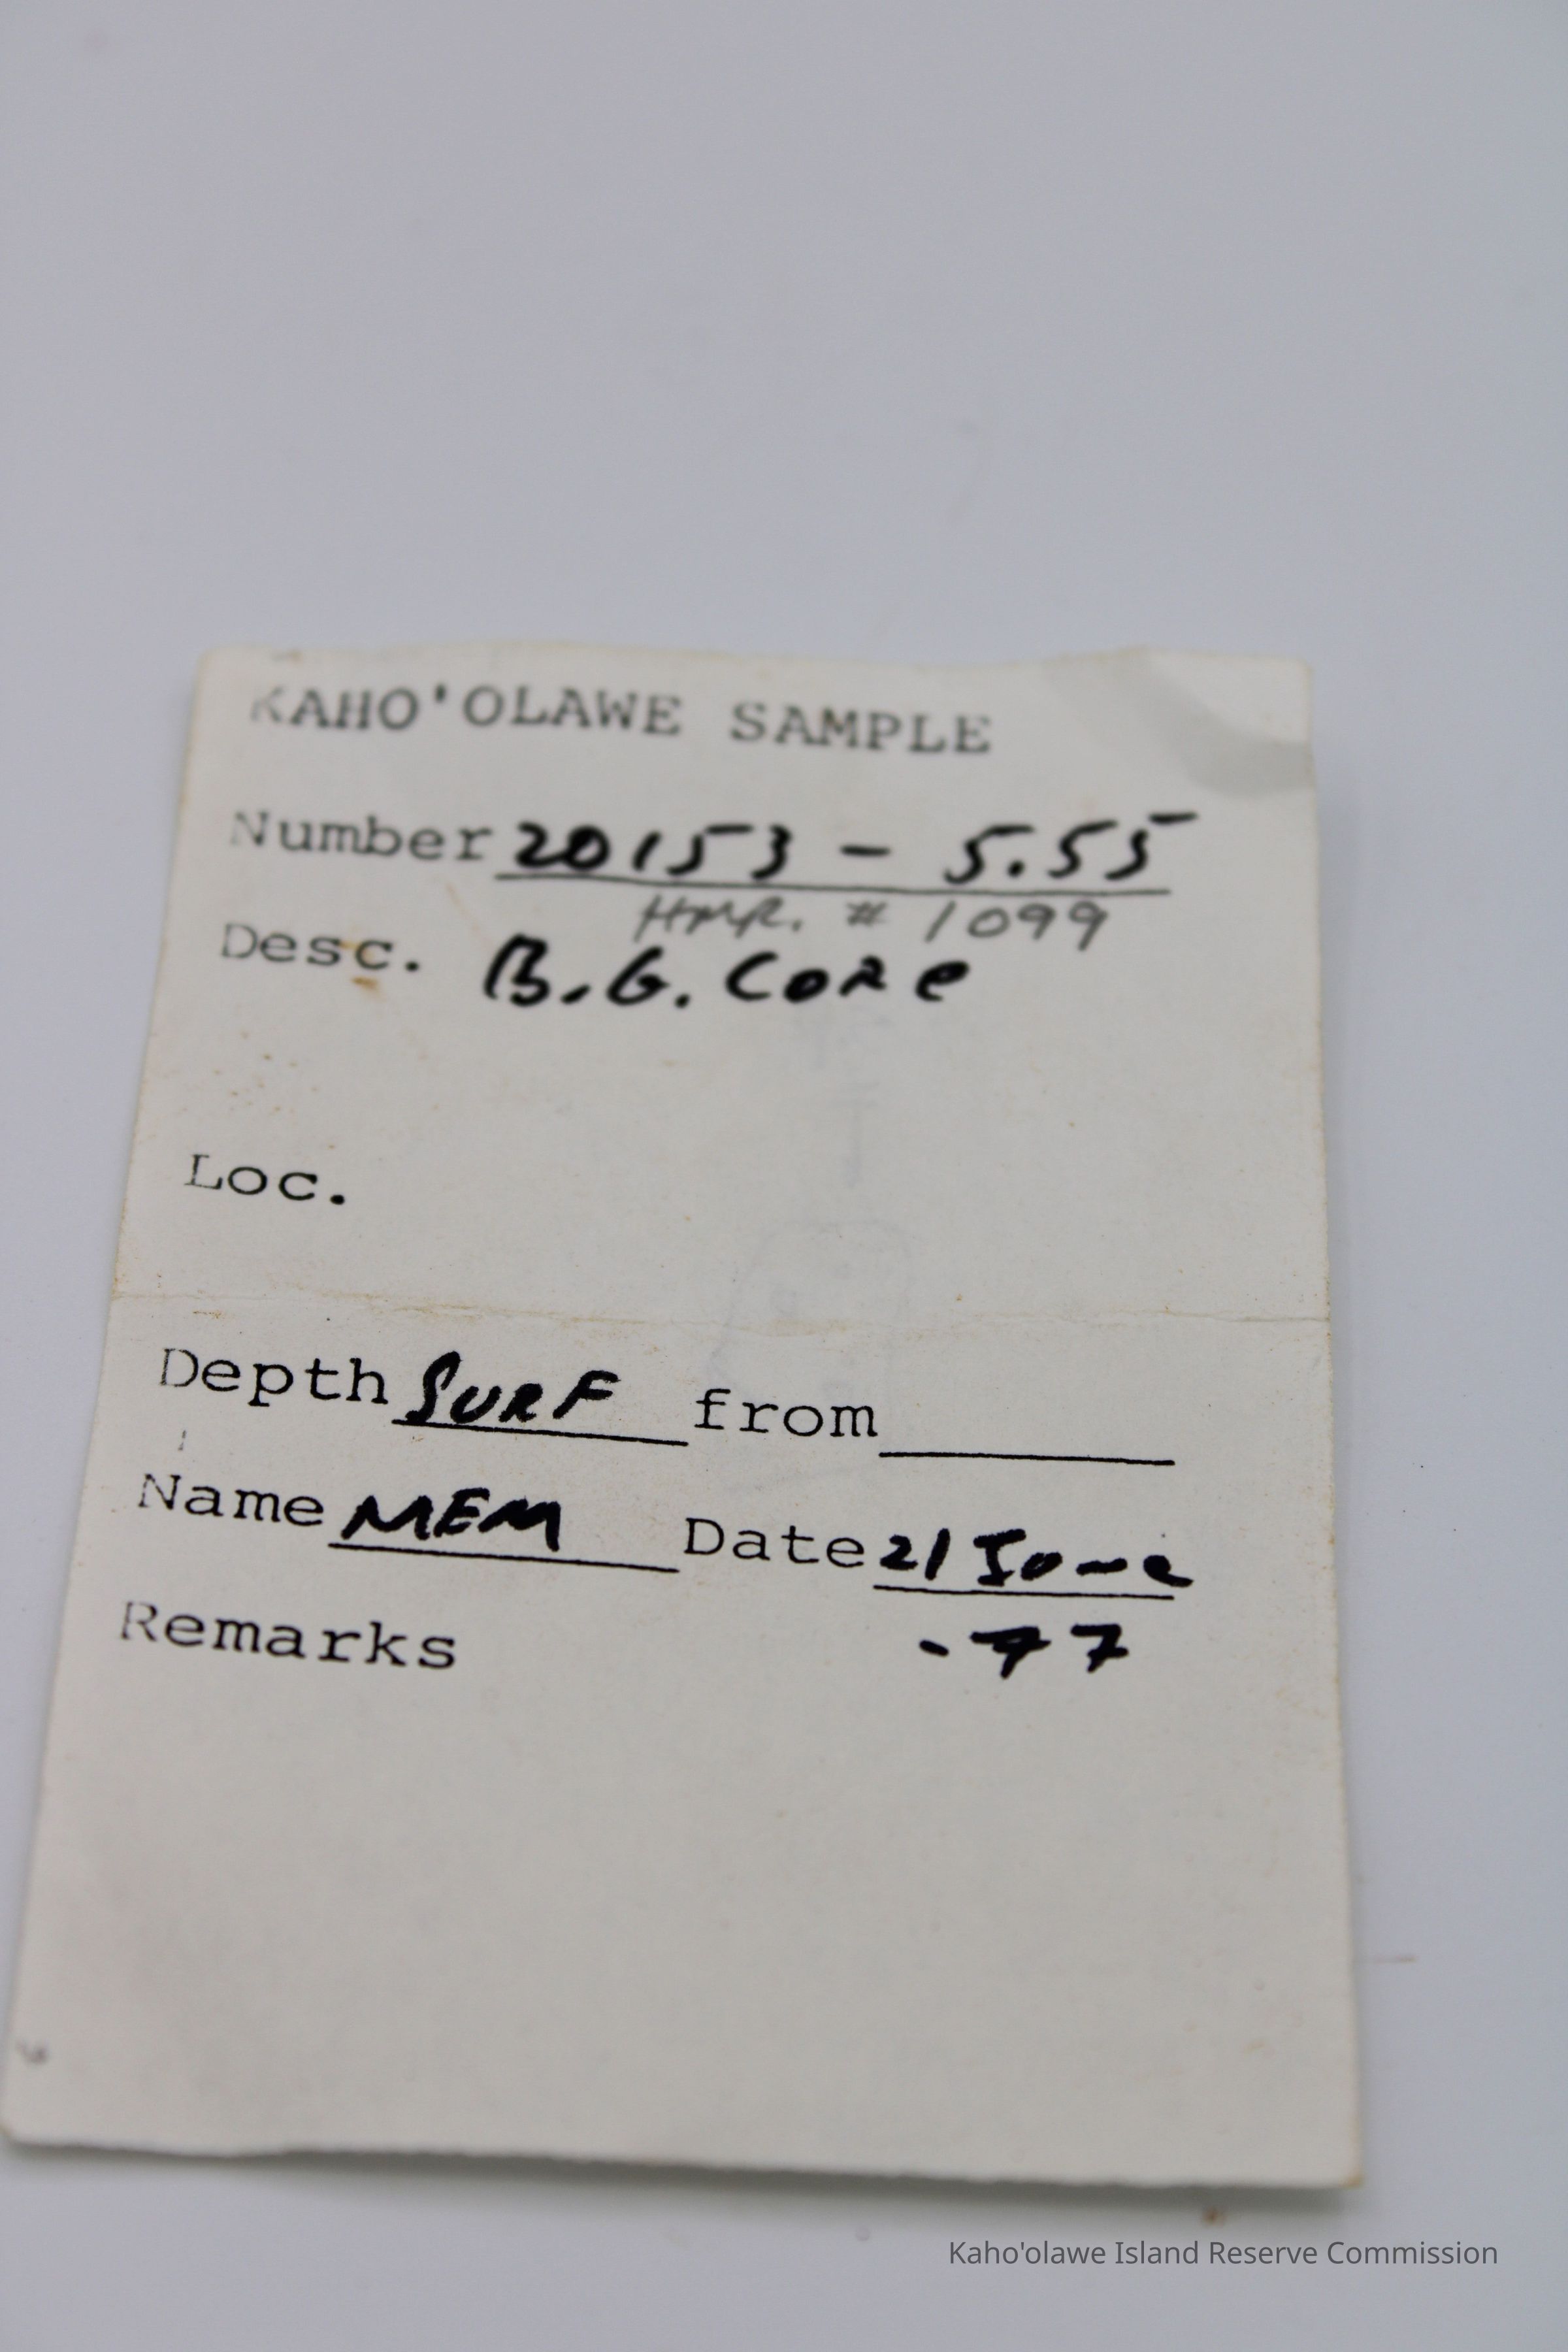 KAHO'OLAWE SAMPLE
Number 20153 - 5.55
# 1099
Desc. B.G. Core
Loc.
Depth SURF from
Name MEM Date 21 June
-77
Remarks
Kaho'olawe Island Reserve Commission